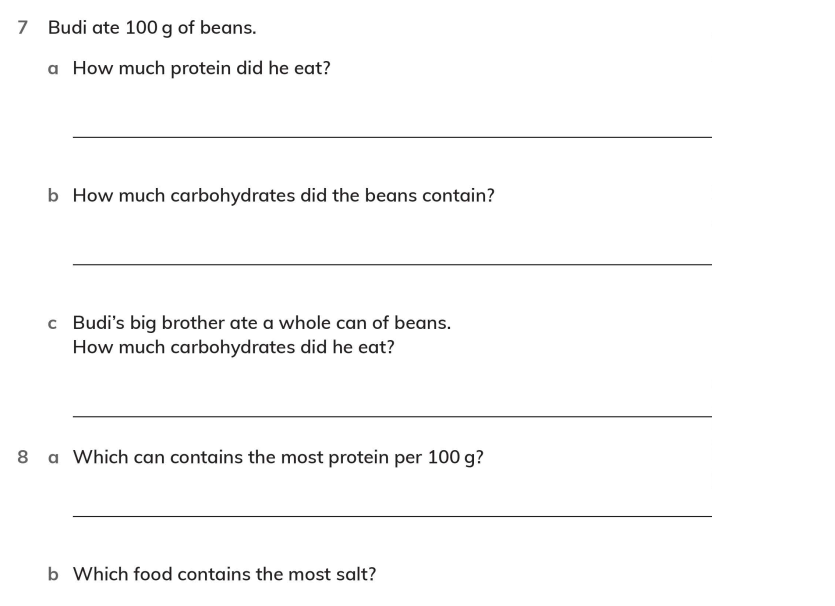 7 Budi ate 100 g of beans.
a How much protein did he eat?
b How much carbohydrates did the beans contain?
c Budi’s big brother ate a whole can of beans.
How much carbohydrates did he eat?
8 a Which can contains the most protein per 100 g?
b Which food contains the most salt?